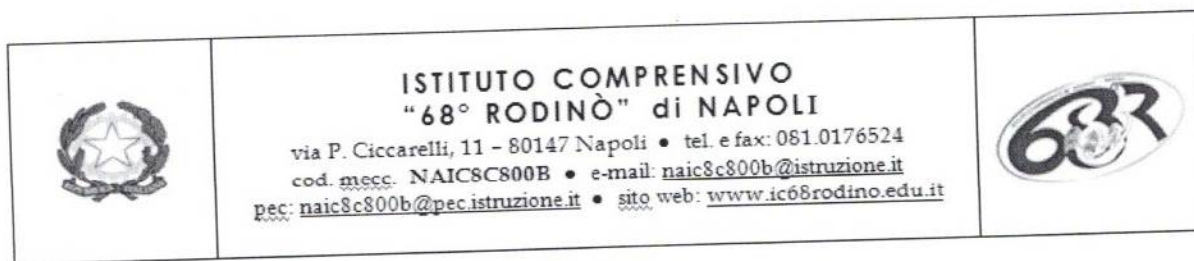 ISTITUTO COMPRENSIVO
"68° RODINÒ" di NAPOLI
via P. Ciccarelli, 11 – 80147 Napoli • tel. e fax: 081.0176524
cod. mecc. NAIC8C800B • e-mail: naic8c800b@istruzione.it
pec: naic8c800b@pec.istruzione.it • sito web: www.ic68rodino.edu.it
68R